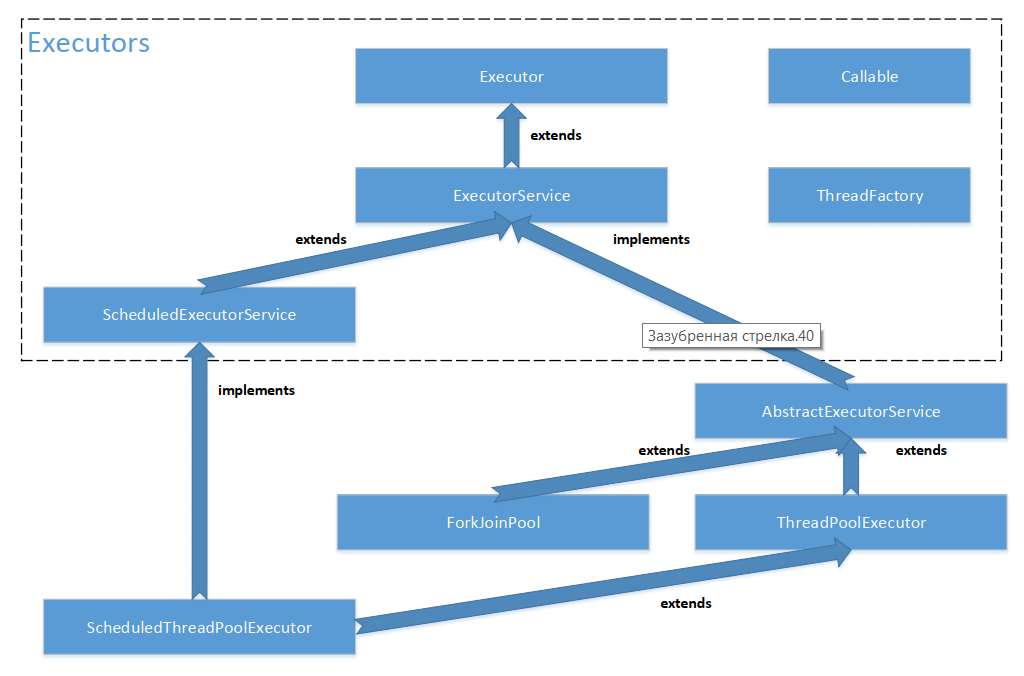 Executors
Executor
Callable
extends
ExecutorService
ThreadFactory
extends
implements
ScheduledExecutorService
Зазубренная стрелка.40
implements
AbstractExecutorService
extends
extends
ForkJoinPool
ThreadPoolExecutor
extends
ScheduledThreadPoolExecutor